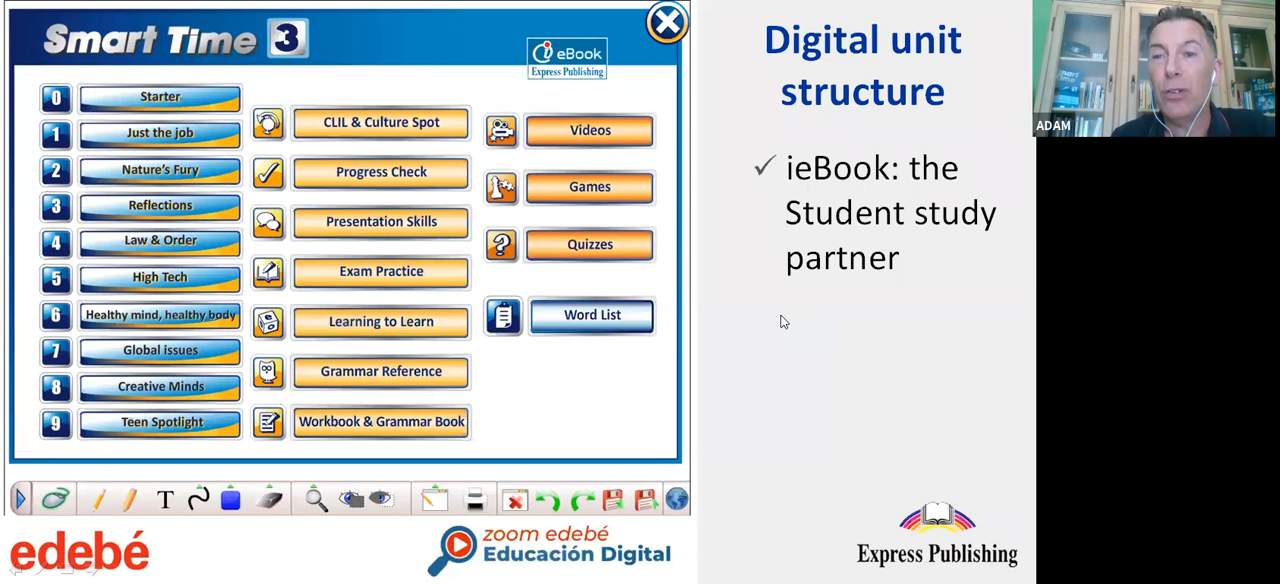 Smart Time 3
i eBook
Express Publishing
0 Starter
1 Just the job
2 Nature's Fury
3 Reflections
4 Law & Order
5 High Tech
6 Healthy mind, healthy body
7 Global issues
8 Creative Minds
9 Teen Spotlight
CLIL & Culture Spot
Progress Check
Presentation Skills
Exam Practice
Learning to Learn
Grammar Reference
Workbook & Grammar Book
Videos
Games
Quizzes
Word List
T
edebé
zoom edebé
Educación Digital
Digital unit
structure
✓ ieBook: the
Student study
partner
Express Publishing
ADAM